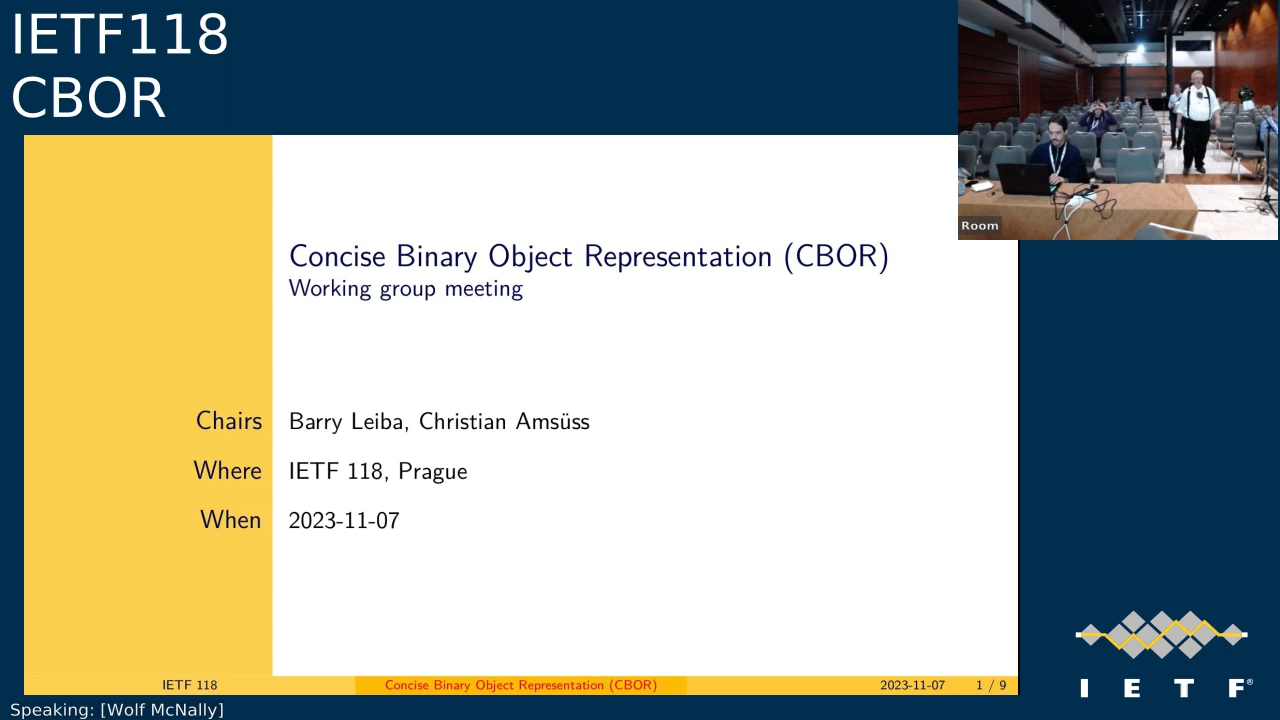 IETF118
CBOR
Room
Concise Binary Object Representation (CBOR)
Working group meeting
Chairs Barry Leiba, Christian Amsüss
Where IETF 118, Prague
When 2023-11-07
IETF 118 Concise Binary Object Representation (CBOR) 2023-11-07 1 / 9
I E T F®
Speaking: [Wolf McNally]